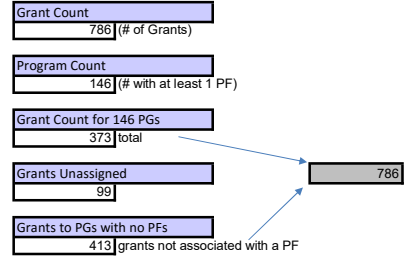 Grant Count
786 (# of Grants)
Program Count
146 (# with at least 1 PF)
Grant Count for 146 PGs
373 total
Grants Unassigned 786
99
Grants to PGs with no PFs
413 grants not associated with a PF